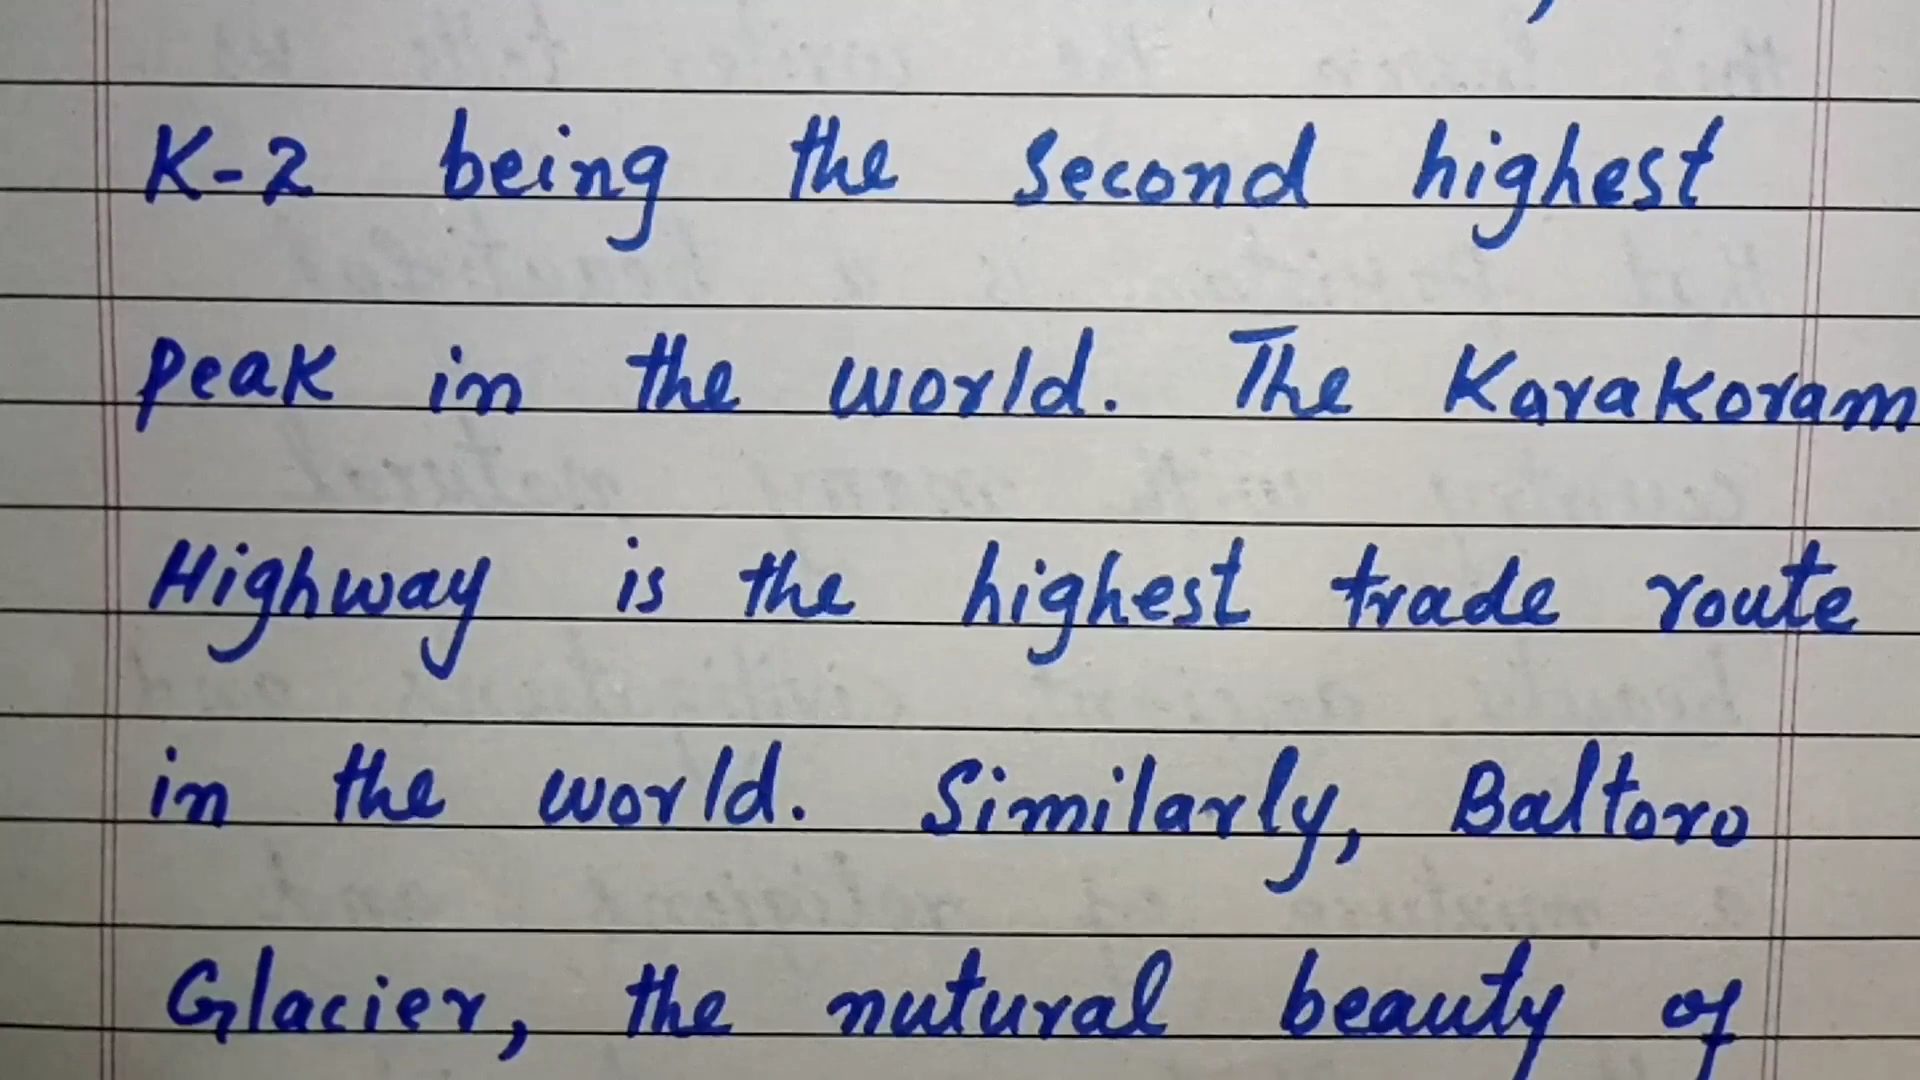 K-2 being the second highest
peak in the world. The Karakoram
Highway is the highest trade route
in the world. Similarly, Baltoro
Glacier, the nutural beauty of